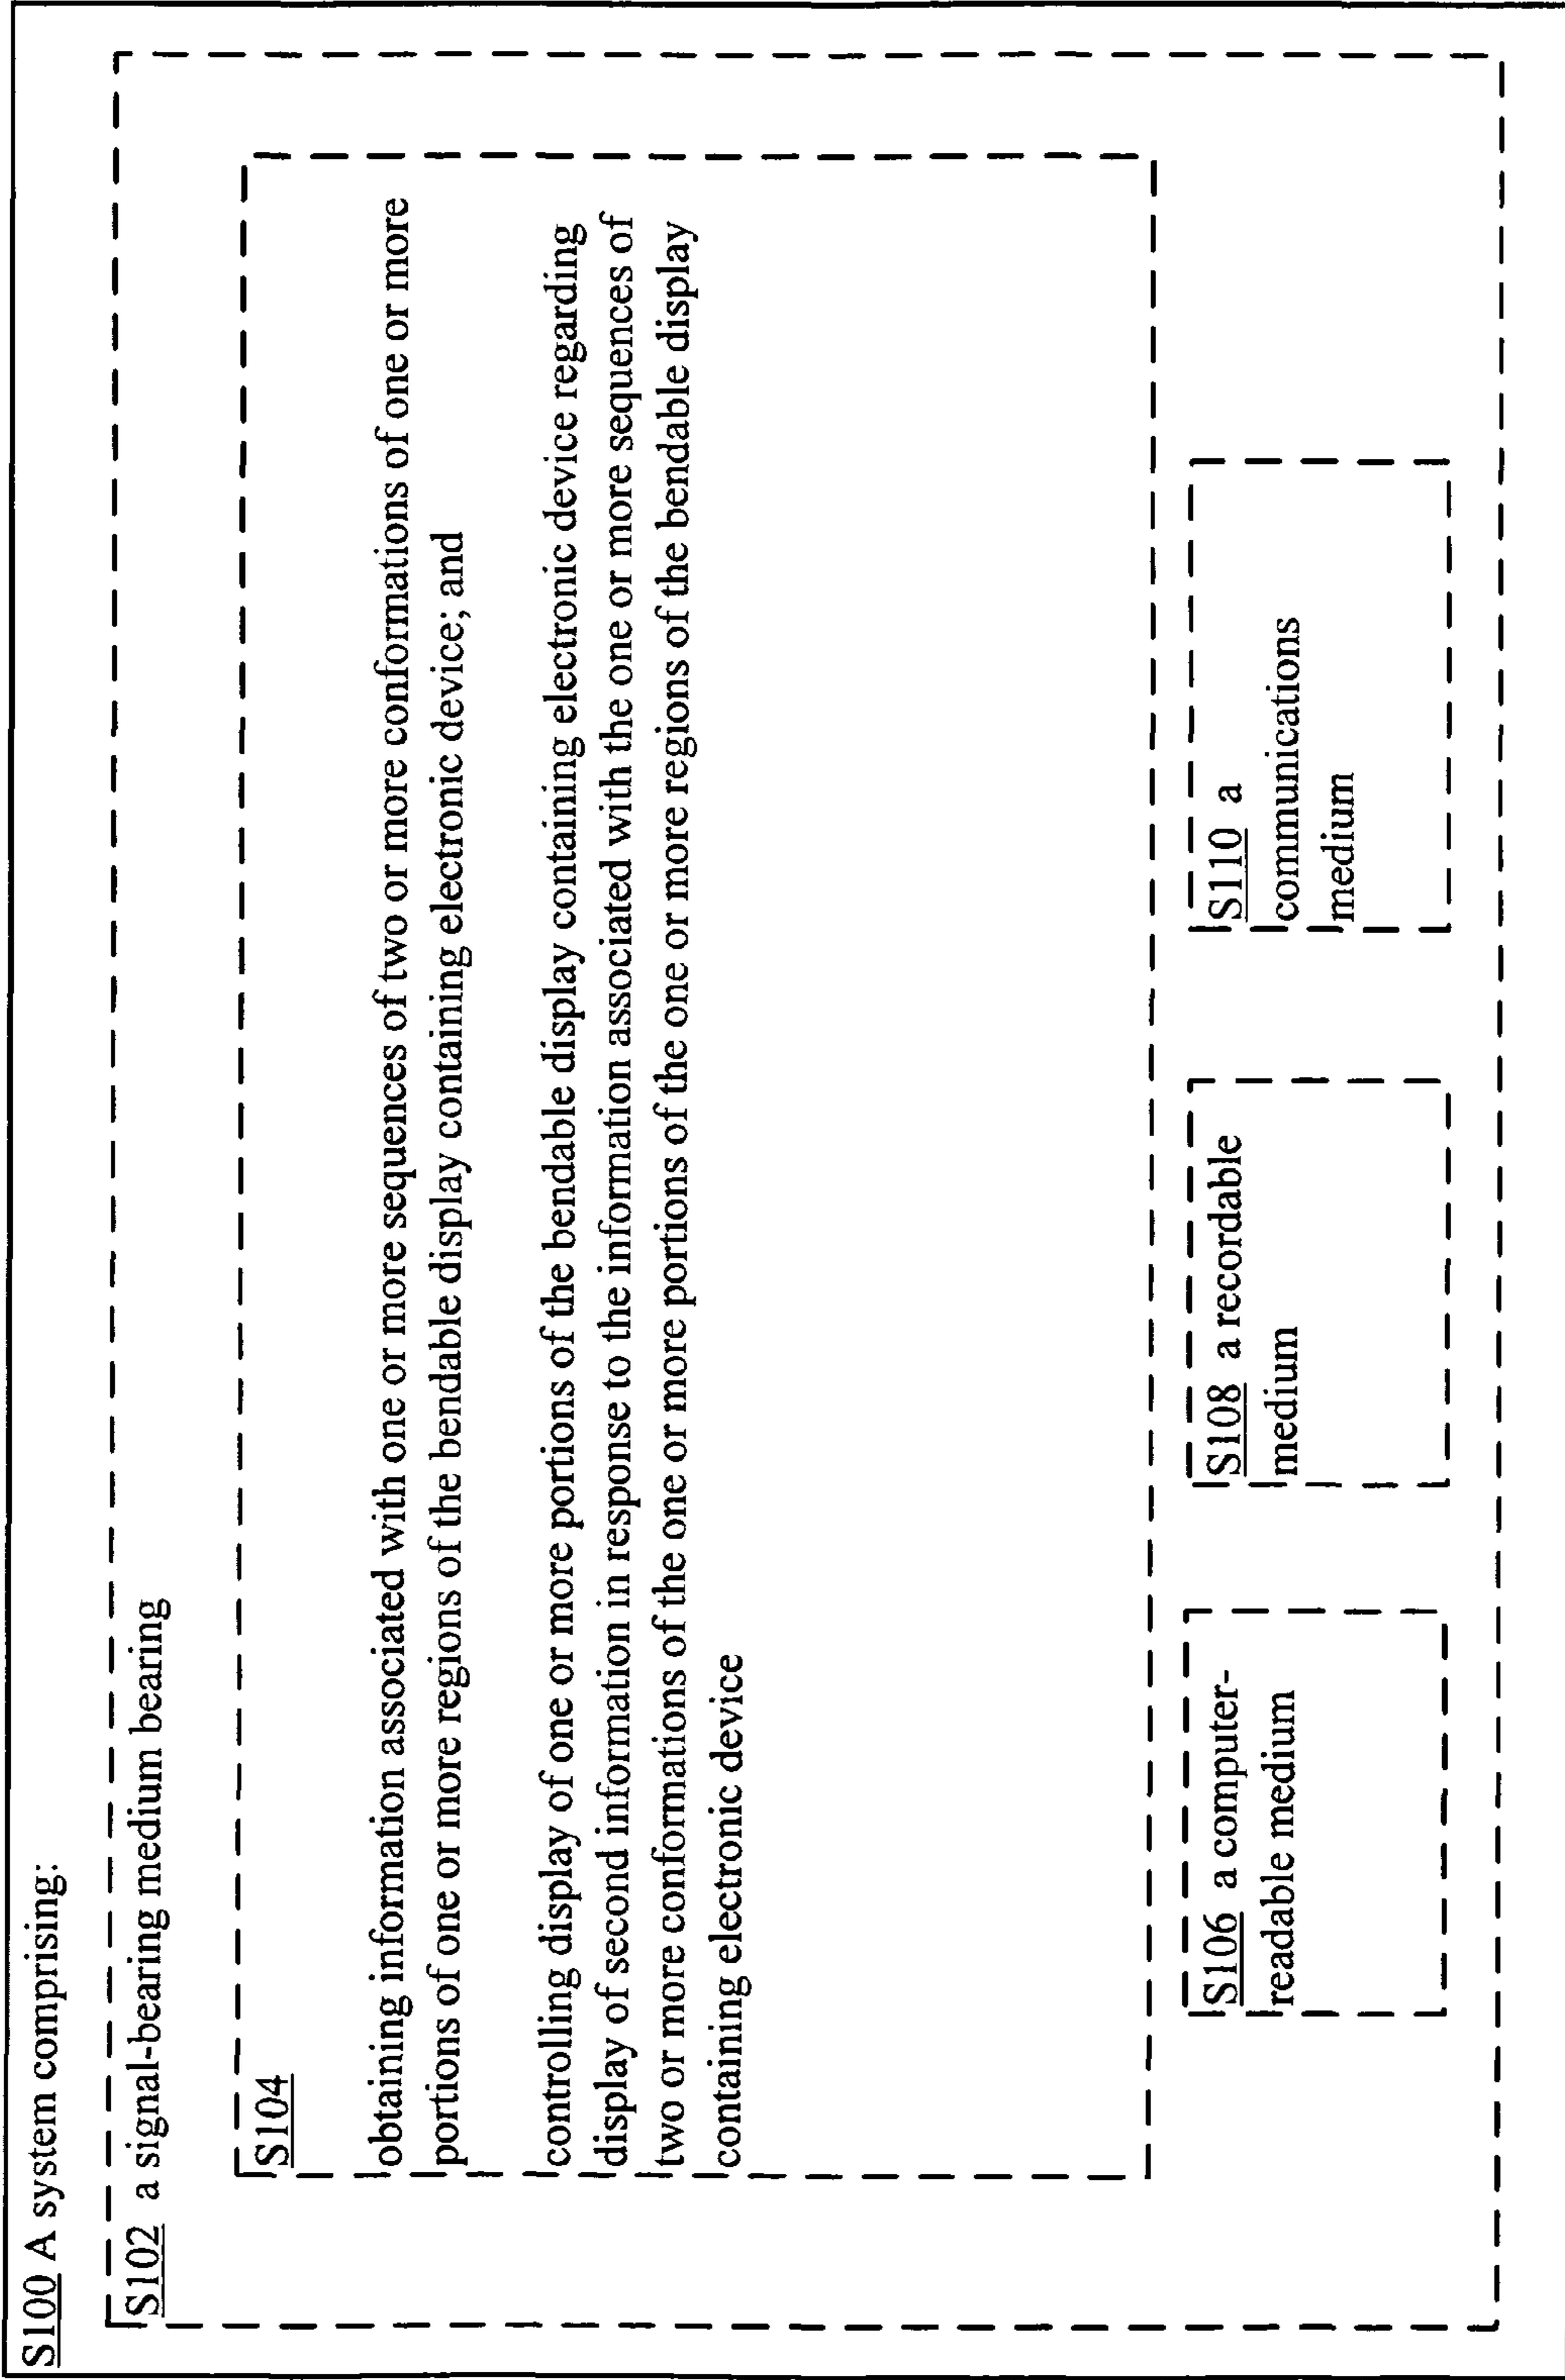 S100 A system comprising:
S102 a signal-bearing medium bearing
S104
obtaining information associated with one or more sequences of two or more conformations of one or more
portions of one or more regions of the bendable display containing electronic device; and
controlling display of one or more portions of the bendable display containing electronic device regarding
display of second information in response to the information associated with the one or more sequences of
two or more conformations of the one or more portions of the one or more regions of the bendable display
containing electronic device
S106 a computer-
readable medium
S108 a recordable
medium
S110 a
communications
medium